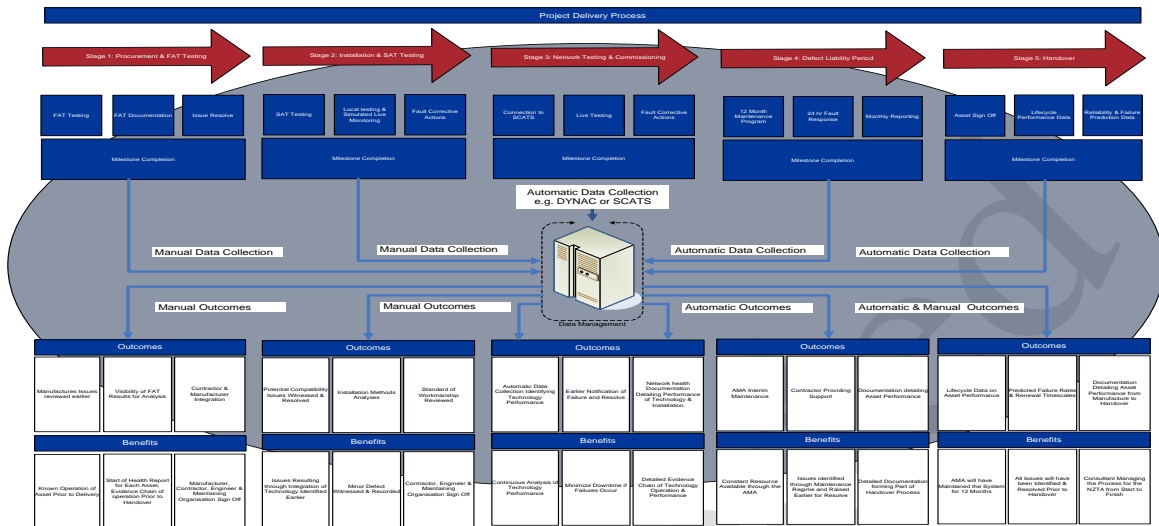 Project Delivery Process
Stage 1: Procurement & FAT Testing
Stage 2: Installation & SAT Testing
Stage 3: Network Testing & Commissioning
Stage 4: Defect Liability Period
Stage 5: Handover
FAT Testing
FAT Documentation
Issue Resolve
SAT Testing
Local testing &
Simulated Live
Monitoring
Fault Corrective
Actions
Connection to
SCATS
Live Testing
Fault Corrective
Actions
12 Month
Maintenance
Program
24 hr Fault
Response
Monthly Reporting
Asset Sign Off
Lifecycle
Performance Data
Reliability & Failure
Prediction Data
Milestone Completion
Milestone Completion
Milestone Completion
Milestone Completion
Milestone Completion
Automatic Data Collection
e.g. DYNAC or SCATS
Manual Data Collection
Manual Data Collection
Automatic Data Collection
Automatic Data Collection
Manual Outcomes
Manual Outcomes
Automatic Outcomes
Automatic & Manual Outcomes
Data Management
Outcomes
Outcomes
Outcomes
Outcomes
Outcomes
Manufactures Issues
reviewed earlier
Visibility of FAT
Results for Analysis
Contractor &
Manufacturer
Integration
Potential Compatibility
Issues Witnessed &
Resolved
Installation Methods
Analyses
Standard of
Workmanship
Reviewed
Automatic Data
Collection Identifying
Technology
Performance
Earlier Notification of
Failure and Resolve
Network health
Documentation
Detailing Performance
of Technology &
Installation
AMA Interim
Maintenance
Contractor Providing
Support
Documentation detailing
Asset Performance
Lifecycle Data on
Asset Performance
Predicted Failure Rates
& Renewal Timescales
Documentation
Detailing Asset
Performance from
Manufacture to
Handover
Benefits
Benefits
Benefits
Benefits
Benefits
Known Operation of
Asset Prior to Delivery
Start of Health Report
for Each Asset,
Evidence Chain of
operation Prior to
Handover
Manufacturer,
Contractor, Engineer &
Maintaining
Organisation Sign Off
Issues Resulting
through Integration of
Technology Identified
Earlier
Minor Defect
Witnessed & Recorded
Contractor, Engineer &
Maintaining
Organisation Sign Off
Continuous Analysis of
Technology
Performance
Minimize Downtime if
Failures Occur
Detailed Evidence
Chain of Technology
Operation &
Performance
Constant Resource
Available through the
AMA
Issues identified
through Maintenance
Regime and Raised
Earlier for Resolve
Detailed Documentation
forming Part of
Handover Process
AMA will have
Maintained the System
for 12 Months
All Issues will have
been Identified &
Resolved Prior to
Handover
Consultant Managing
the Process for the
NZTA from Start to
Finish